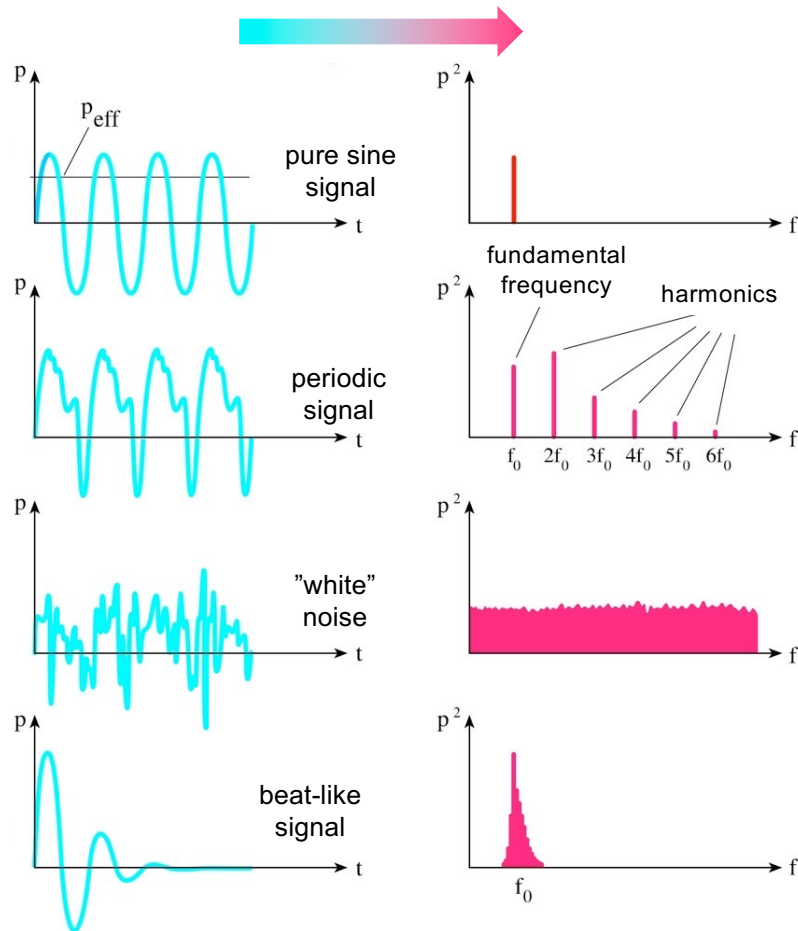 p
p²
p
eff
pure sine
signal
t
f
p
p²
fundamental
frequency
harmonics
periodic
signal
t
f
f₀
2f₀
3f₀
4f₀
5f₀
6f₀
p
p²
”white”
noise
t
f
p
p²
beat-like
signal
t
f
f₀